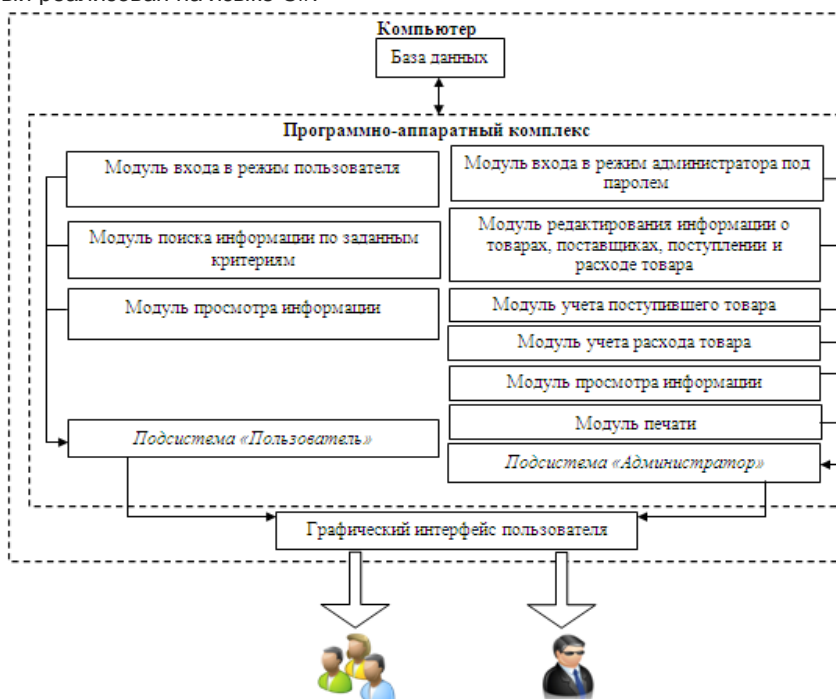 Компьютер
База данных
Программно-аппаратный комплекс
Модуль входа в режим пользователя
Модуль поиска информации по заданным
критериям
Модуль просмотра информации
Подсистема «Пользователь»
Модуль входа в режим администратора под
паролем
Модуль редактирования информации о
товарах, поставщиках, поступлении и
расходе товара
Модуль учета поступившего товара
Модуль учета расхода товара
Модуль просмотра информации
Модуль печати
Подсистема «Администратор»
Графический интерфейс пользователя